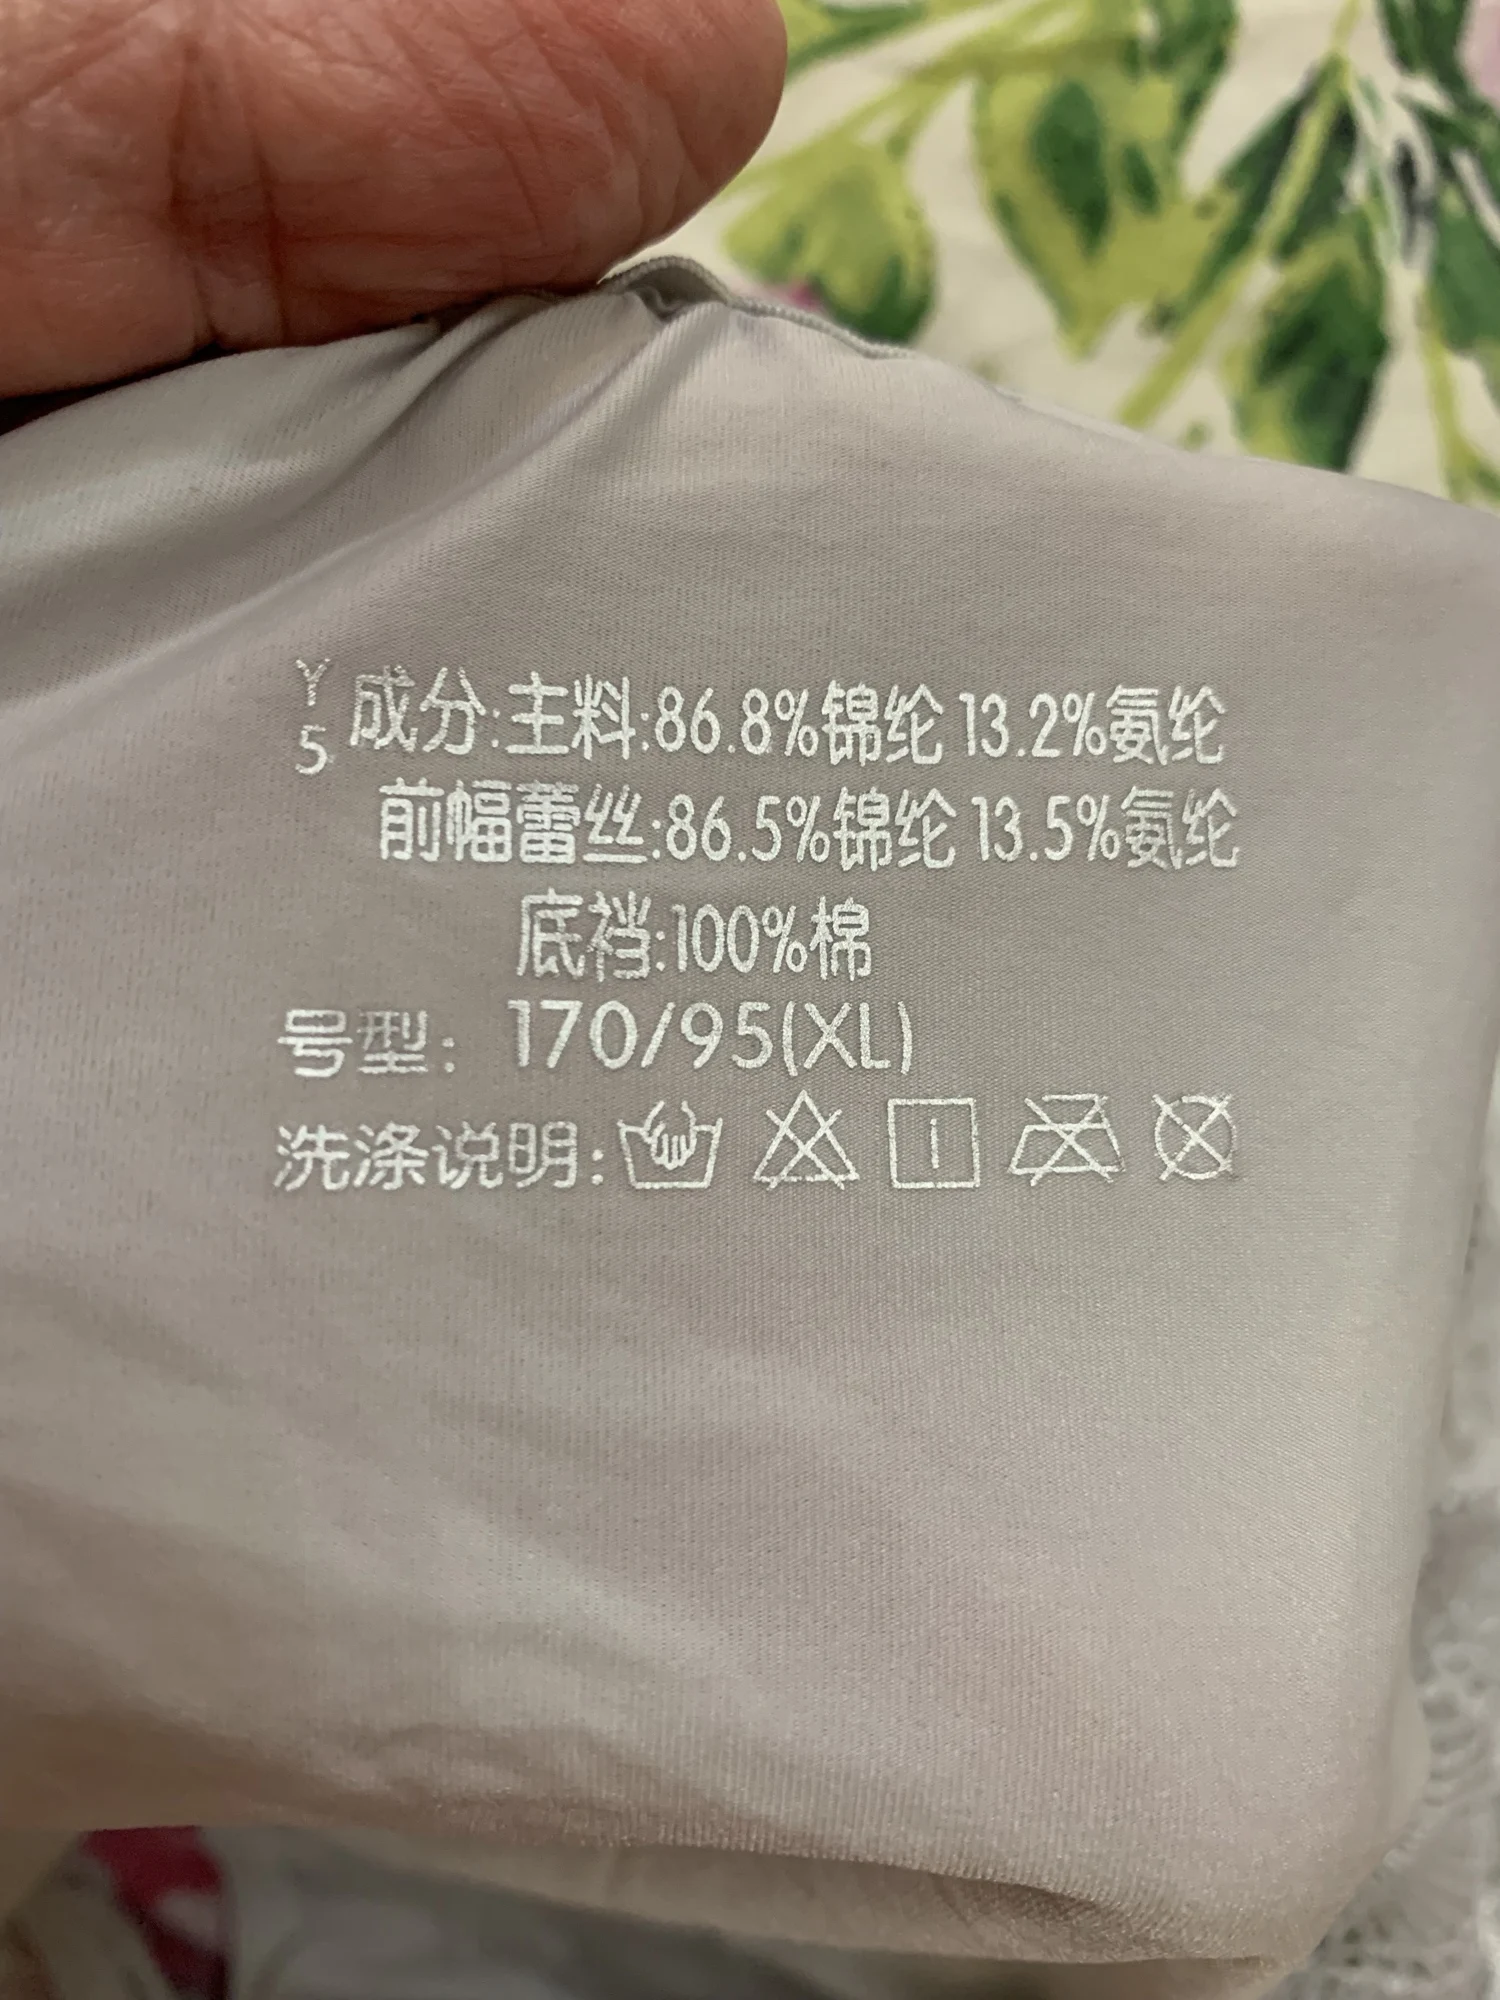 Y5
成分:主料:86.8%锦纶 13.2%氨纶
前幅蕾丝:86.5%锦纶 13.5%氨纶
底裆:100%棉
号型: 170/95(XL)
洗涤说明: